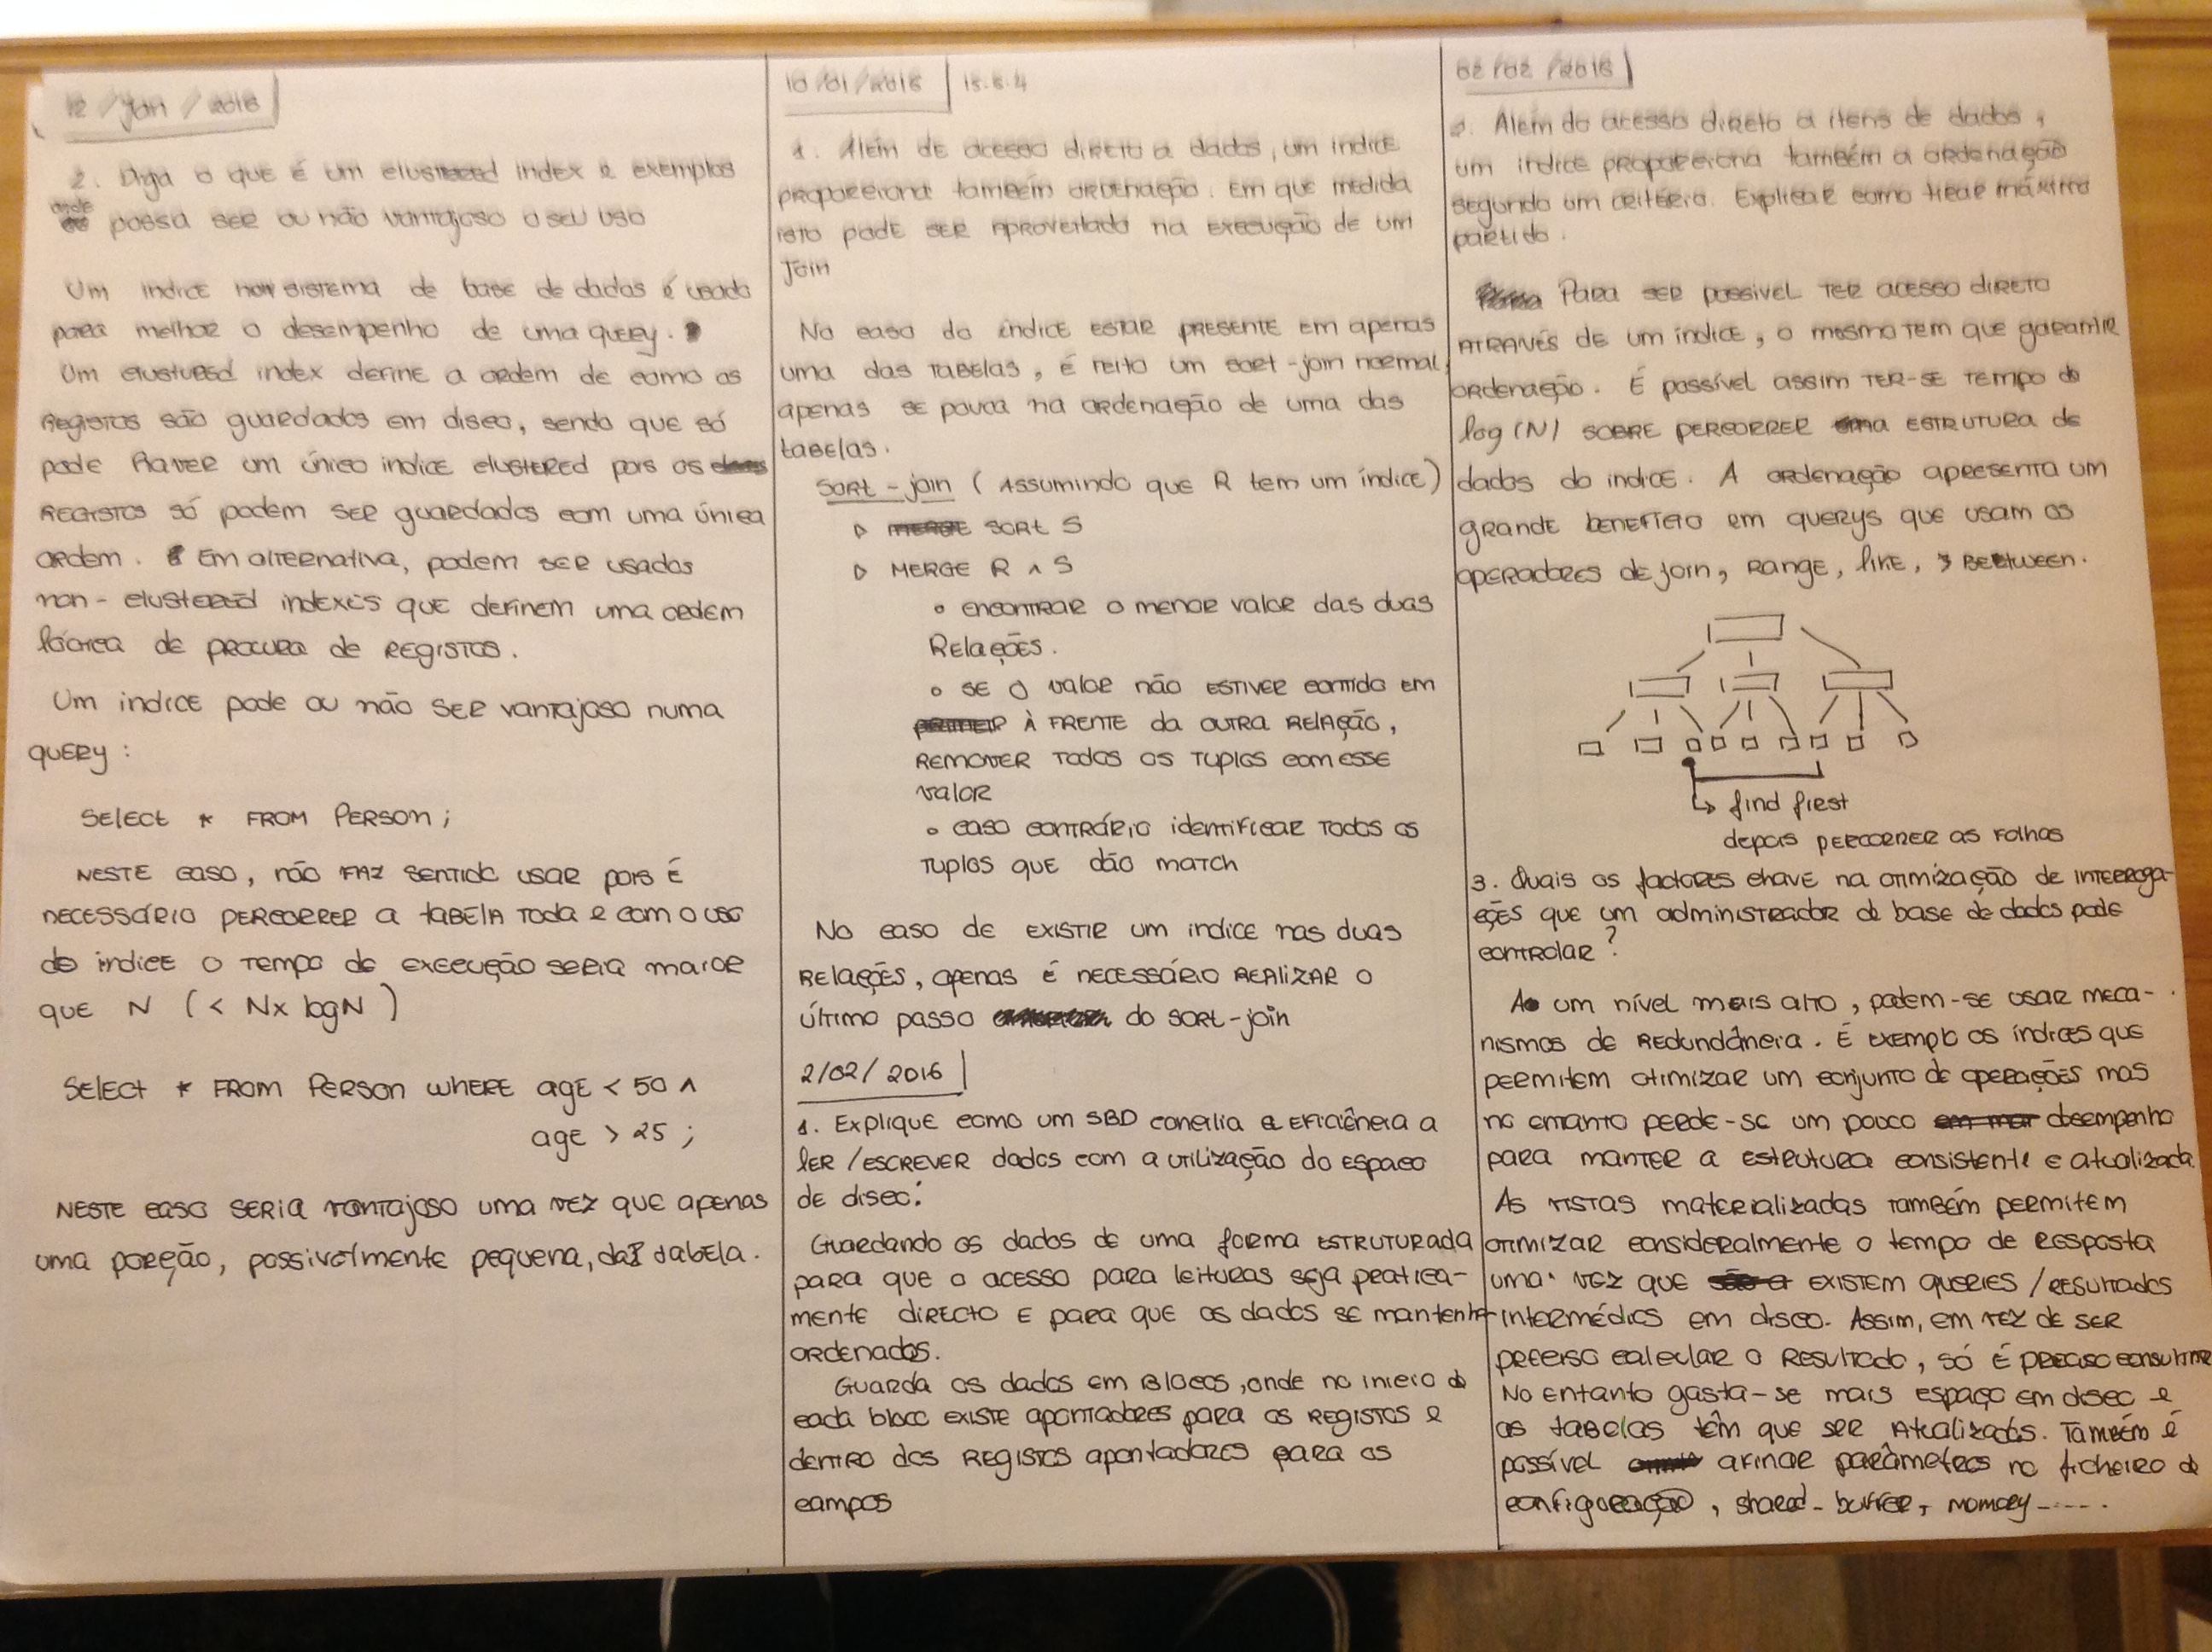 12 / Jan / 2016
2. Diga o que é um clustered index e exemplos
onde possa ser ou não vantajoso o seu uso
Um indice num sistema de base de dados é usado
para melhor o desempenho de uma query.
Um clustured index define a ordem de como os
registos são guardados em disco, sendo que só
pode haver um único indice clustered pois os
registos só podem ser guardados com uma única
ordem. Em alternativa, podem ser usados
non-clustered indexes que definem uma ordem
lógica de procura de registos.
Um indice pode ou não ser vantajoso numa
query :
Select * FROM Person ;
Neste caso, não faz sentido usar pois é
necessário percorrer a tabela toda e com o uso
do indice o tempo de execução seria maior
que N (< N x log N )
Select * FROM Person where age < 50 ^
age > 25 ;
Neste caso seria vantajoso uma vez que apenas
uma porção, possivelmente pequena, da tabela.
10/01/2016 15.6.4
1. Além de acesso direto a dados, um indice
proporciona também ordenação. Em que medida
isto pode ser aproveitado na execução de um
join
No caso do índice estar presente em apenas
uma das tabelas, é feito um sort-join normal,
apenas se poupa na ordenação de uma das
tabelas.
Sort-join ( Assumindo que R tem um índice)
▷ sort S
▷ MERGE R ^ S
• encontrar o menor valor das duas
Relações.
• se o valor não estiver contido em
à frente da outra relação,
remover todos os tuplos com esse
valor
• caso contrário identificar todos os
tuplos que dão match
No caso de existir um indice nas duas
relações, apenas é necessário realizar o
último passo do sort-join
2/02/2016
1. Explique como um SBD concilia a eficiência a
ler/escrever dados com a utilização do espaço
de disco:
Guardando os dados de uma forma estruturada
para que o acesso para leituras seja pratica-
mente directo e para que os dados se mantenha
ordenados.
Guarda os dados em blocos, onde no inicio de
cada bloco existe apontadores para os registos e
dentro dos registos apontadores para os
campos
02/02/2016
1. Além do acesso direto a itens de dados,
um indice proporciona também a ordenação
segundo um critério. Explicar como tirar máximo
partido.
Para ser possivel ter acesso direto
através de um índice, o mesmo tem que garantir
ordenação. É possível assim ter-se tempo de
log(N) sobre percorrer uma estrutura de
dados do indice. A ordenação apresenta um
grande beneficio em querys que usam os
operadores de join, range, like, between.
↳ find first
depois percorrer as folhas
3. Quais os factores chave na otimização de interroga-
ções que um administrador de base de dados pode
controlar?
A um nível mais alto, podem-se usar meca-
nismos de redundância. É exemplo os índices que
permitem otimizar um conjunto de operações mas
no entanto perde-se um pouco desempenho
para manter a estrutura consistente e atualizada.
As vistas materializadas também permitem
otimizar consideralmente o tempo de resposta
uma vez que existem queries/resultados
intermédios em disco. Assim, em vez de ser
preciso calcular o resultado, só é preciso consultar
No entanto gasta-se mais espaço em disco e
as tabelas têm que ser atualizadas. Também é
possível afinar parâmetros no ficheiro de
configuração, shared_buffer, memory -----.